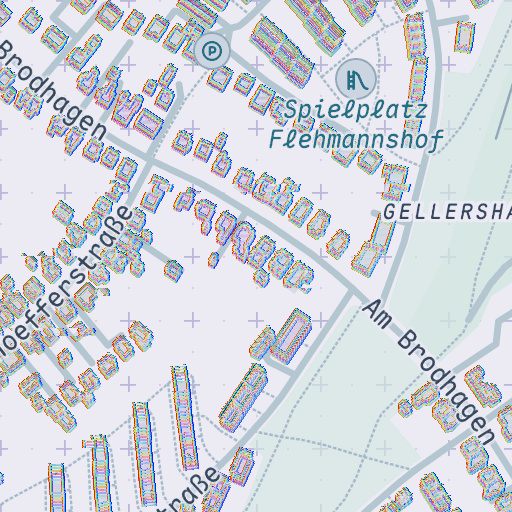 P
Brodhagen
Spielplatz
Flehmannshof
GELLERSHA
hoefferstraße
Am Brodhagen
straße